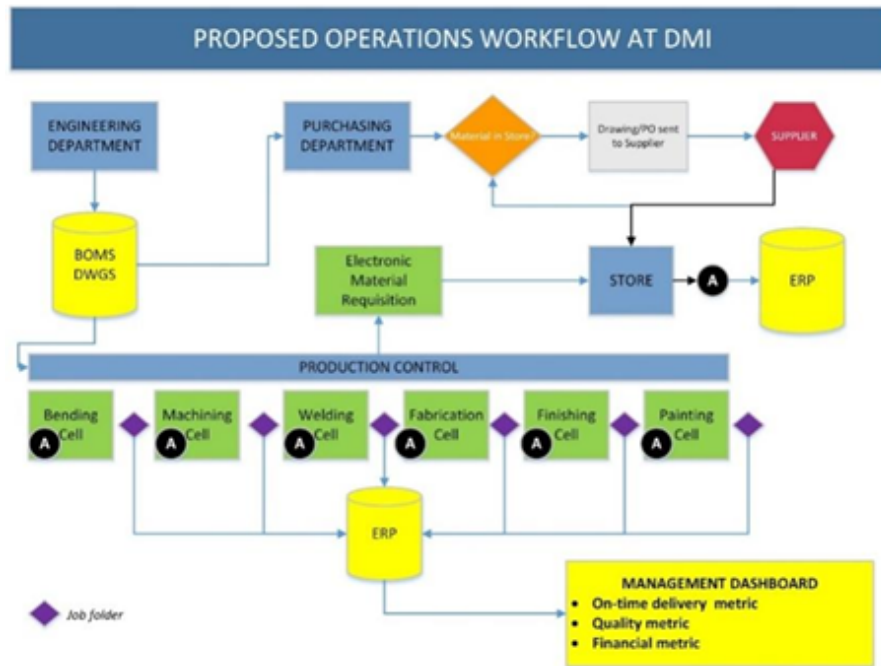 PROPOSED OPERATIONS WORKFLOW AT DMI
ENGINEERING
DEPARTMENT
PURCHASING
DEPARTMENT
Material in Store?
Drawing/PO sent
to Supplier
SUPPLIER
BOMS
DWGS
Electronic
Material
Requisition
STORE
A
ERP
PRODUCTION CONTROL
Bending
Cell
A
Machining
Cell
A
Welding
Cell
A
Fabrication
Cell
A
Finishing
Cell
A
Painting
Cell
A
ERP
Job folder
MANAGEMENT DASHBOARD
• On-time delivery metric
• Quality metric
• Financial metric